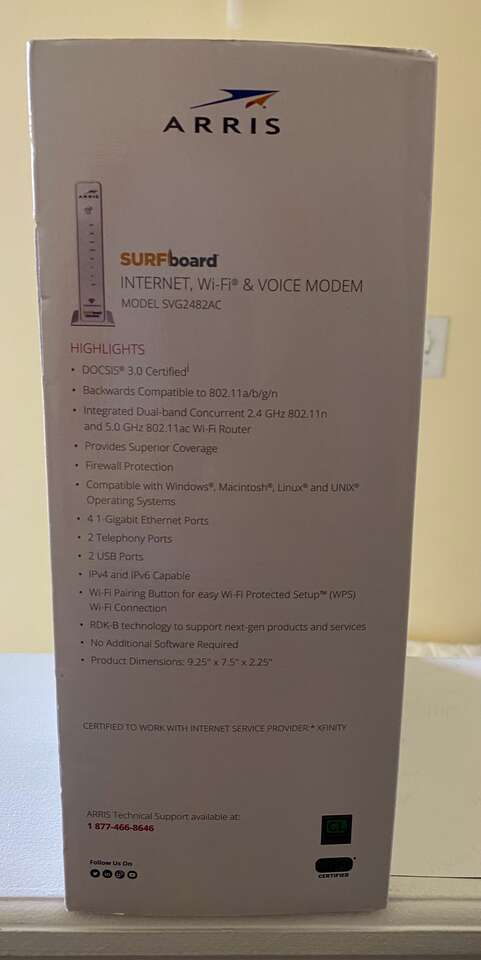 ARRIS
ARRIS
SURFboard
INTERNET, Wi-Fi® & VOICE MODEM
MODEL SVG2482AC
HIGHLIGHTS
• DOCSIS® 3.0 Certified
• Backwards Compatible to 802.11a/b/g/n
• Integrated Dual-band Concurrent 2.4 GHz 802.11n
and 5.0 GHz 802.11ac Wi-Fi Router
• Provides Superior Coverage
• Firewall Protection
• Compatible with Windows®, Macintosh®, Linux® and UNIX®
Operating Systems
• 4 1-Gigabit Ethernet Ports
• 2 Telephony Ports
• 2 USB Ports
• IPv4 and IPv6 Capable
• Wi-Fi Pairing Button for easy Wi-Fi Protected Setup™ (WPS)
Wi-Fi Connection
• RDK-B technology to support next-gen products and services
• No Additional Software Required
• Product Dimensions: 9.25" x 7.5" x 2.25"
CERTIFIED TO WORK WITH INTERNET SERVICE PROVIDER * XFINITY
ARRIS Technical Support available at:
1 877-466-8646
Follow Us On
CERTIFIED